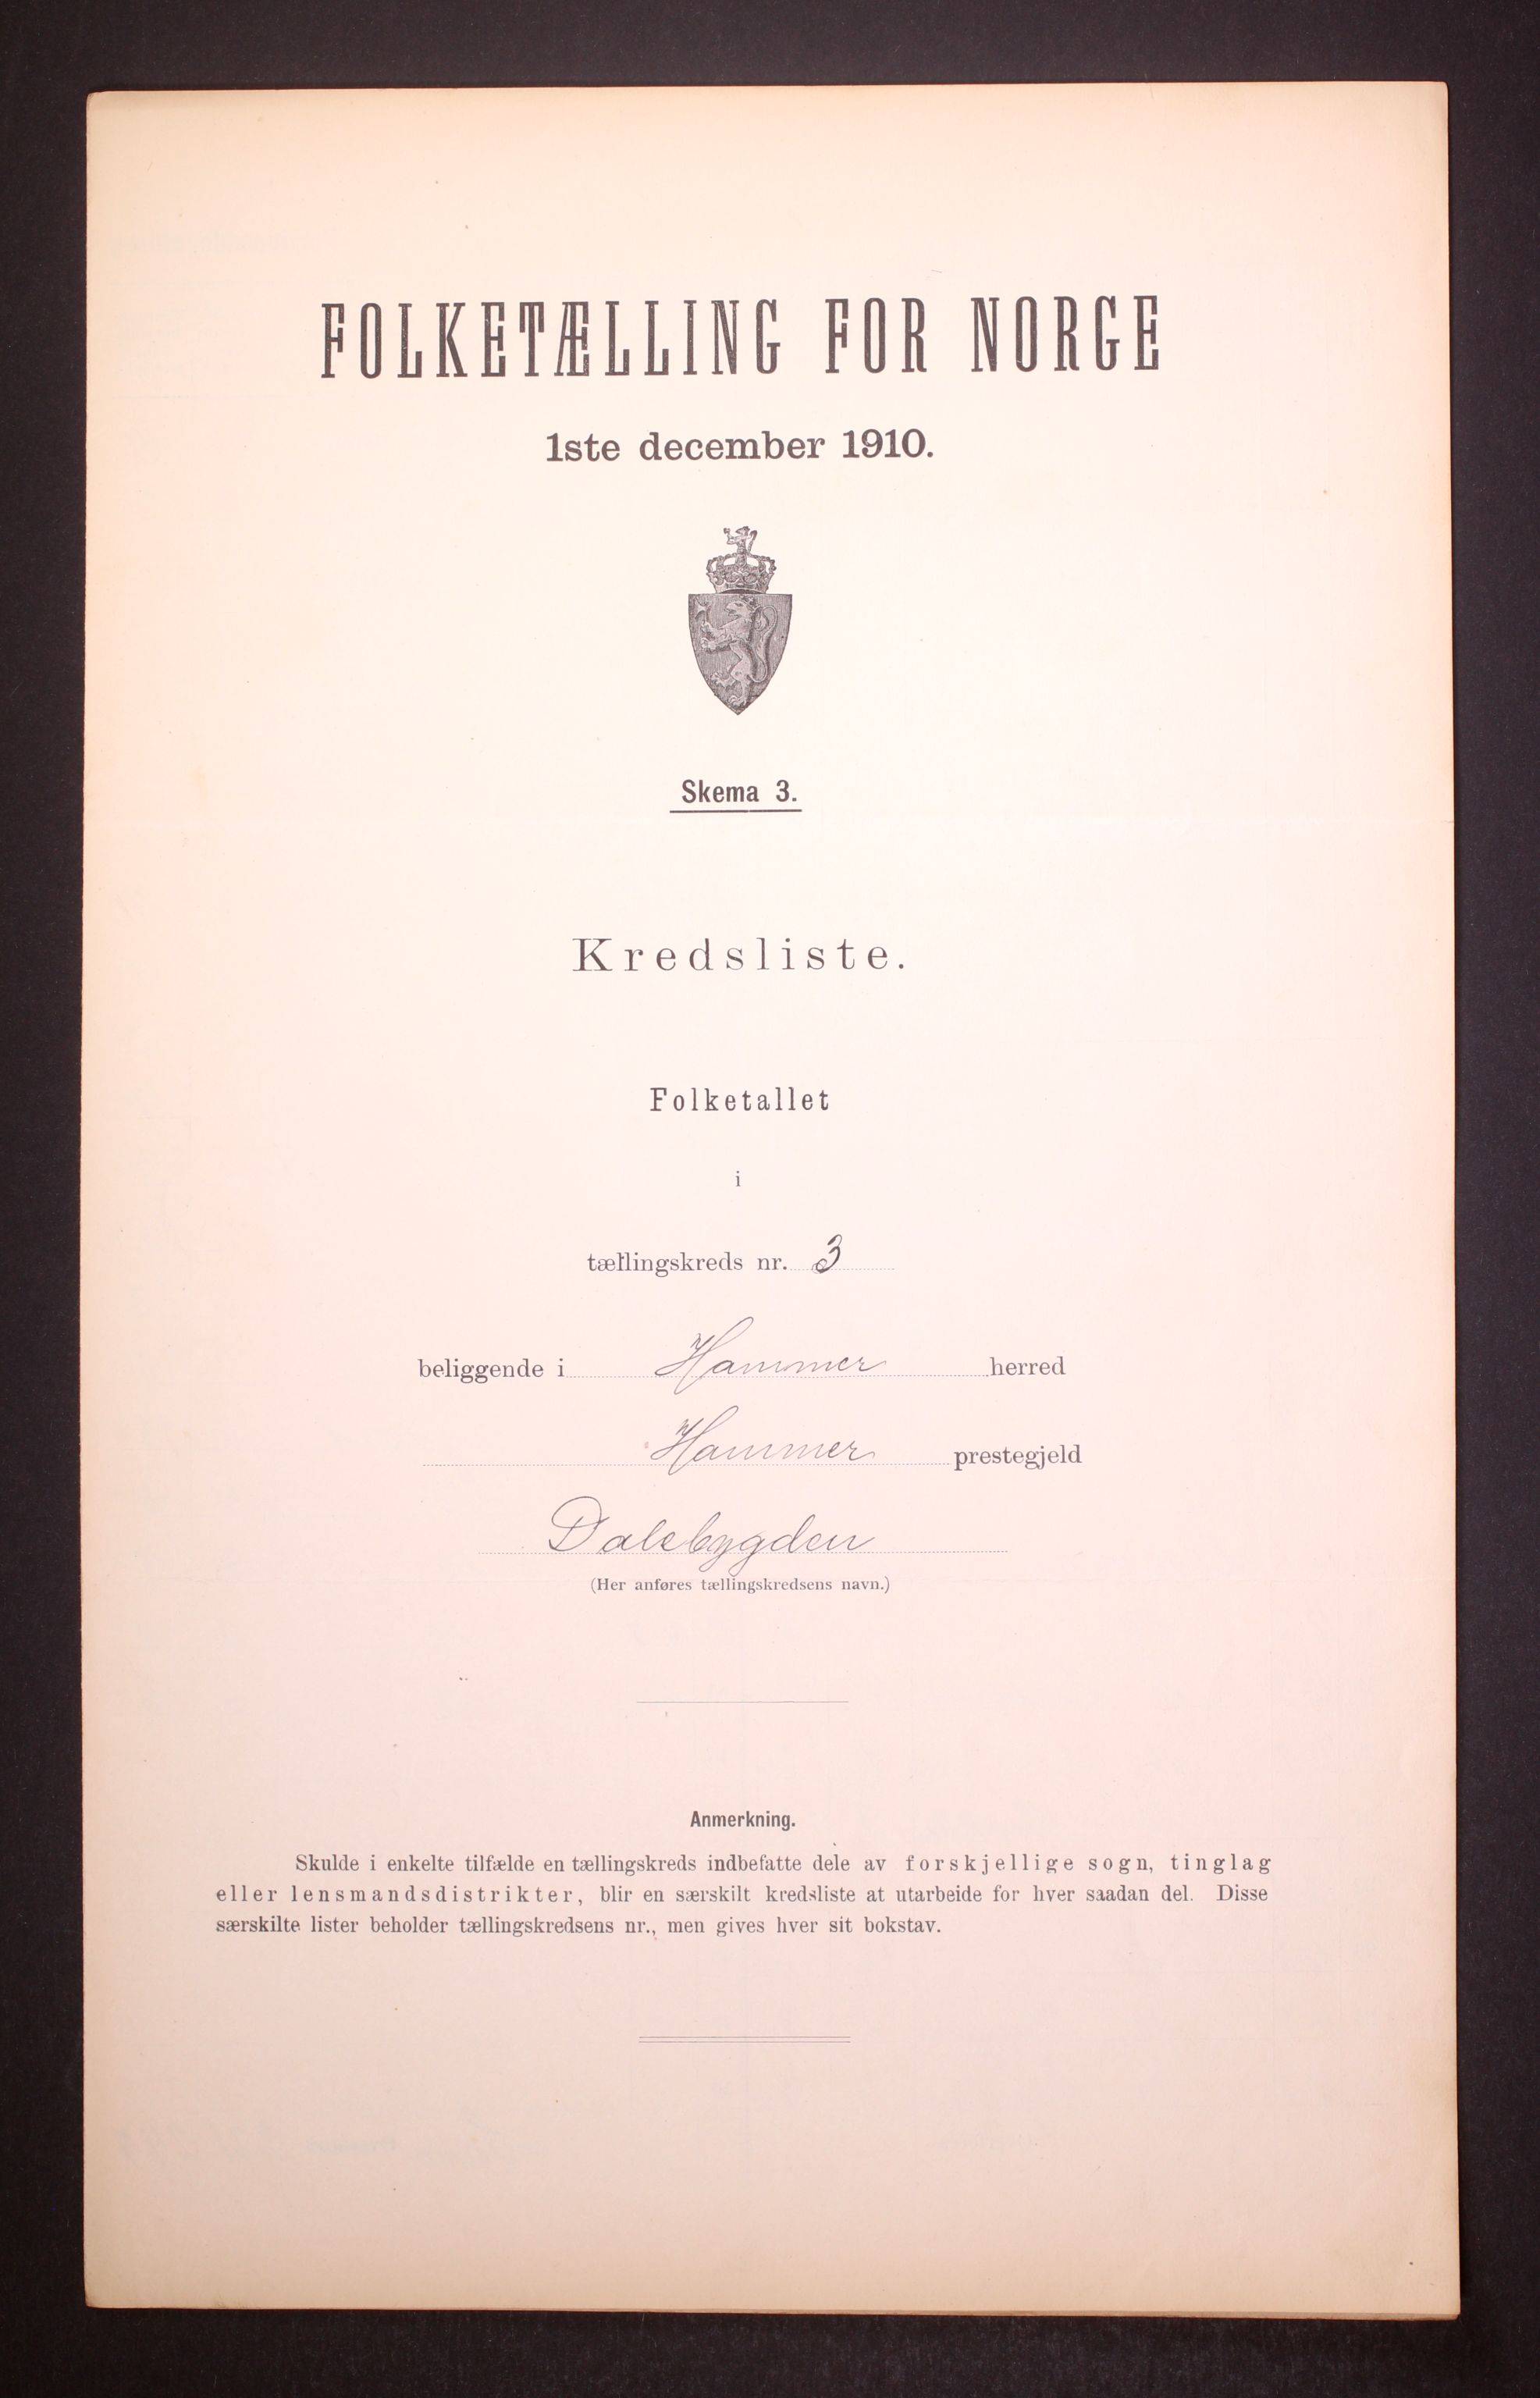 FOLKETÆLLING FOR NORGE
1ste december 1910.
Skema 3.
Kredsliste.
Folketallet
i
tællingskreds nr. 3
beliggende i Hammer herred
Hammer prestegjeld
Dalebygden
(Her anføres tællingskredsens navn.)
Anmerkning.
Skulde i enkelte tilfælde en tællingskreds indbefatte dele av forskjellige sogn, tinglag
eller lensmandsdistrikter, blir en særskilt kredsliste at utarbeide for hver saadan del. Disse
særskilte lister beholder tællingskredsens nr., men gives hver sit bokstav.